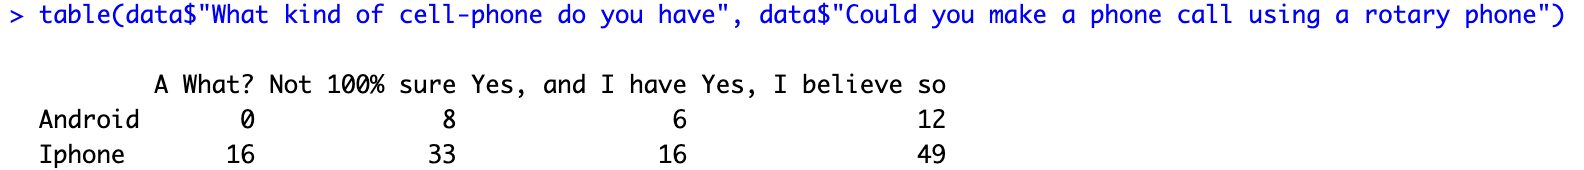 > table(data$"What kind of cell-phone do you have", data$"Could you make a phone call using a rotary phone")
A What? Not 100% sure Yes, and I have Yes, I believe so
Android 0 8 6 12
Iphone 16 33 16 49